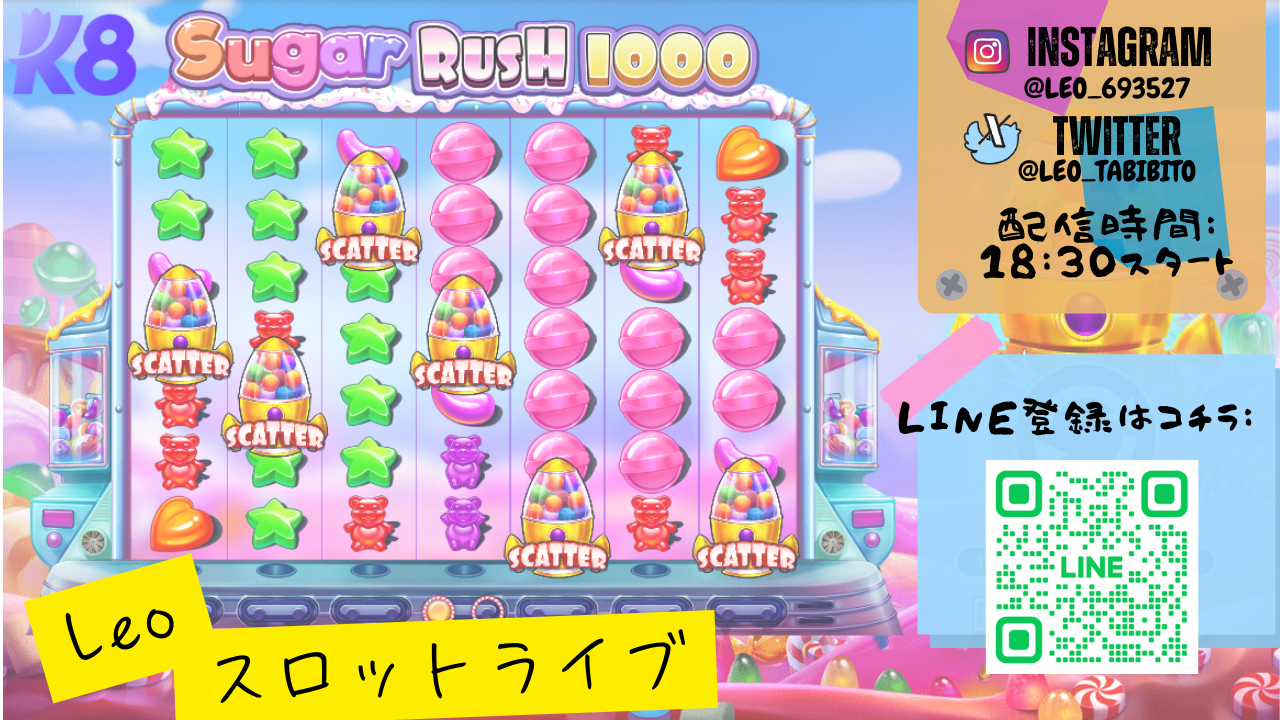 K8
Sugar RUSH 1000
INSTAGRAM
@LEO_693527
TWITTER
@LEO_TABIBITO
配信時間:
18:30スタート
SCATTER
SCATTER
SCATTER
SCATTER
SCATTER
SCATTER
SCATTER
LINE登録はコチラ:
LINE
Leo
スロットライブ